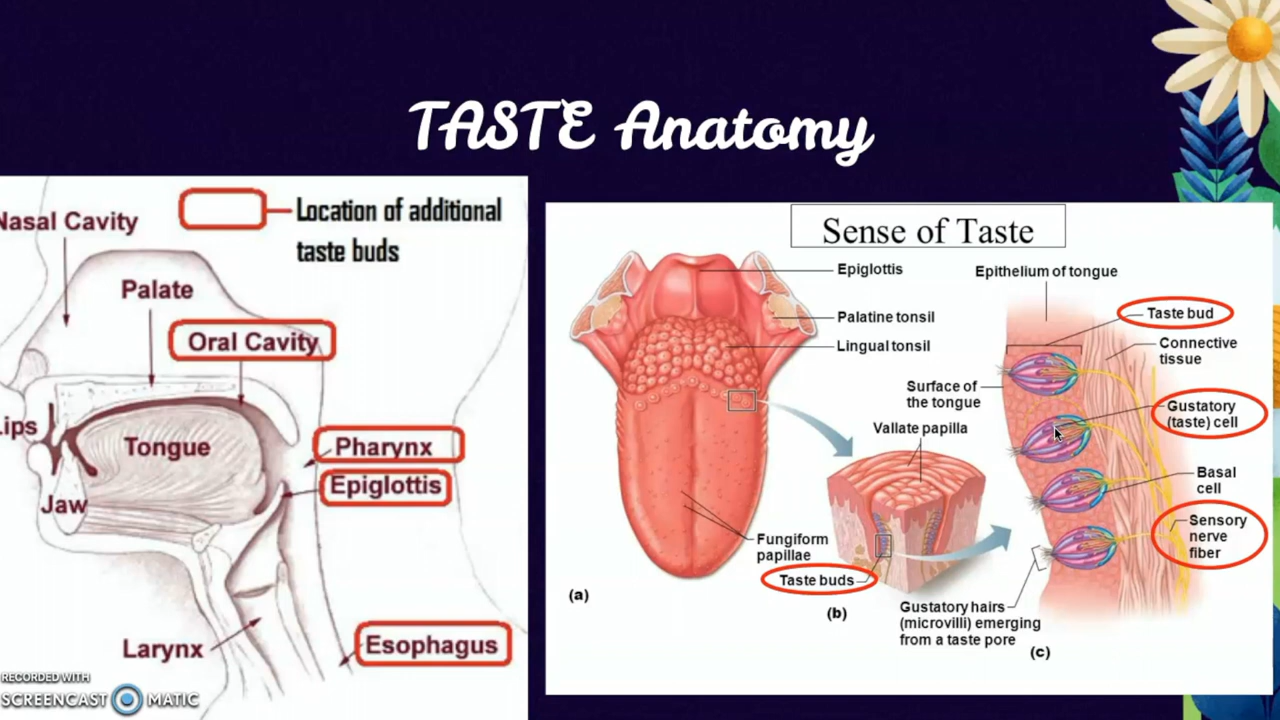 TASTE Anatomy
Nasal Cavity
Location of additional
taste buds
Palate
Oral Cavity
Lips
Tongue
Pharynx
Epiglottis
Jaw
Larynx
Esophagus
RECORDED WITH
SCREENCAST MATIC
Sense of Taste
Epiglottis
Palatine tonsil
Lingual tonsil
Fungiform
papillae
(a)
Vallate papilla
Taste buds
(b)
Epithelium of tongue
Taste bud
Connective
tissue
Surface of
the tongue
Gustatory
(taste) cell
Basal
cell
Sensory
nerve
fiber
Gustatory hairs
(microvilli) emerging
from a taste pore
(c)